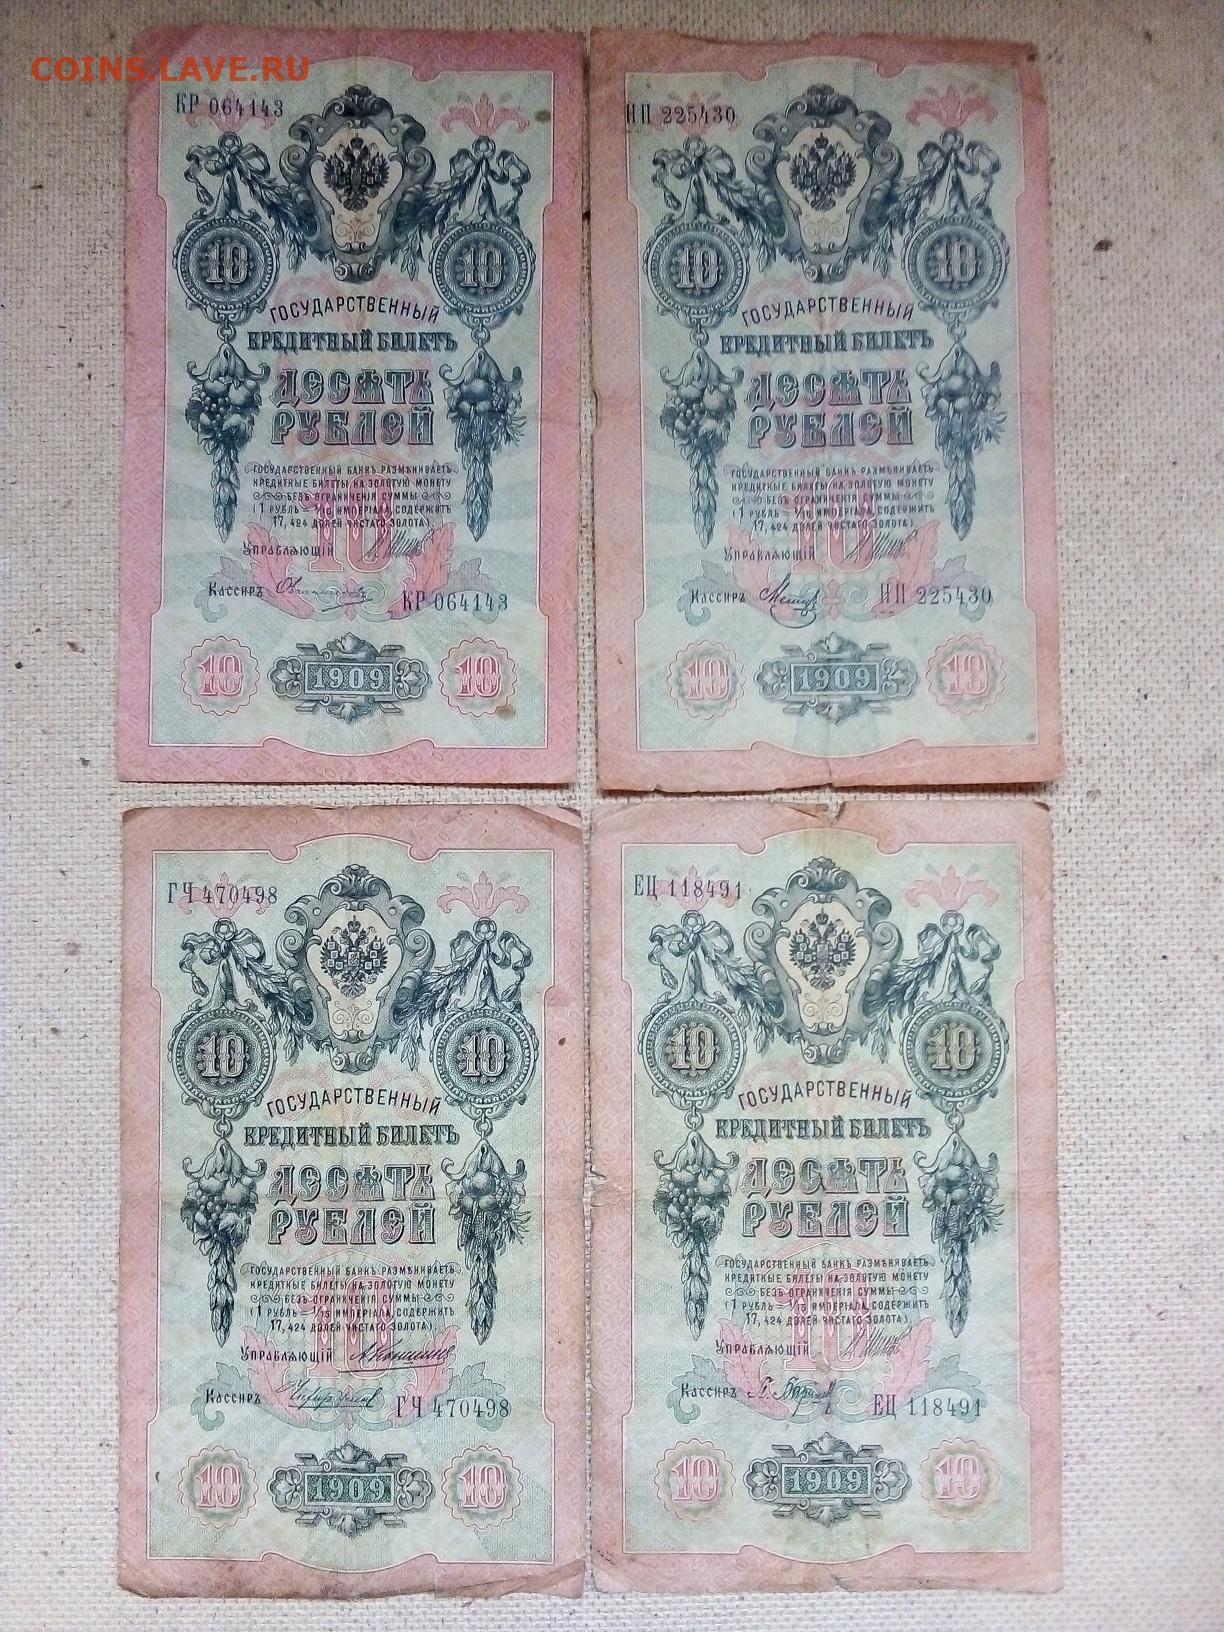 COINS.LAVE.RU
КР 064143
10 10
ГОСУДАРСТВЕННЫЙ
КРЕДИТНЫЙ БИЛЕТЪ
ДЕСЯТЬ
РУБЛЕЙ
ГОСУДАРСТВЕННЫЙ БАНКЪ РАЗМѢНИВАЕТЪ
КРЕДИТНЫЕ БИЛЕТЫ НА ЗОЛОТУЮ МОНЕТУ
БЕЗЪ ОГРАНИЧЕНІЯ СУММЫ
(1 РУБЛЬ = 1/15 ИМПЕРІАЛА, СОДЕРЖИТЪ
17,424 ДОЛЕЙ ЧИСТАГО ЗОЛОТА)
10
УПРАВЛЯЮЩІЙ
КАССИРЪ
КР 064143
10 1909 10
НП 225430
10 10
ГОСУДАРСТВЕННЫЙ
КРЕДИТНЫЙ БИЛЕТЪ
ДЕСЯТЬ
РУБЛЕЙ
ГОСУДАРСТВЕННЫЙ БАНКЪ РАЗМѢНИВАЕТЪ
КРЕДИТНЫЕ БИЛЕТЫ НА ЗОЛОТУЮ МОНЕТУ
БЕЗЪ ОГРАНИЧЕНІЯ СУММЫ
(1 РУБЛЬ = 1/15 ИМПЕРІАЛА, СОДЕРЖИТЪ
17,424 ДОЛЕЙ ЧИСТАГО ЗОЛОТА)
10
УПРАВЛЯЮЩІЙ
КАССИРЪ
НП 225430
10 1909 10
ГЧ 470498
10 10
ГОСУДАРСТВЕННЫЙ
КРЕДИТНЫЙ БИЛЕТЪ
ДЕСЯТЬ
РУБЛЕЙ
ГОСУДАРСТВЕННЫЙ БАНКЪ РАЗМѢНИВАЕТЪ
КРЕДИТНЫЕ БИЛЕТЫ НА ЗОЛОТУЮ МОНЕТУ
БЕЗЪ ОГРАНИЧЕНІЯ СУММЫ
(1 РУБЛЬ = 1/15 ИМПЕРІАЛА, СОДЕРЖИТЪ
17,424 ДОЛЕЙ ЧИСТАГО ЗОЛОТА)
10
УПРАВЛЯЮЩІЙ АКоншинъ
КАССИРЪ
ГЧ 470498
10 1909 10
ЕЦ 118491
10 10
ГОСУДАРСТВЕННЫЙ
КРЕДИТНЫЙ БИЛЕТЪ
ДЕСЯТЬ
РУБЛЕЙ
ГОСУДАРСТВЕННЫЙ БАНКЪ РАЗМѢНИВАЕТЪ
КРЕДИТНЫЕ БИЛЕТЫ НА ЗОЛОТУЮ МОНЕТУ
БЕЗЪ ОГРАНИЧЕНІЯ СУММЫ
(1 РУБЛЬ = 1/15 ИМПЕРІАЛА, СОДЕРЖИТЪ
17,424 ДОЛЕЙ ЧИСТАГО ЗОЛОТА)
10
УПРАВЛЯЮЩІЙ
КАССИРЪ
ЕЦ 118491
10 1909 10